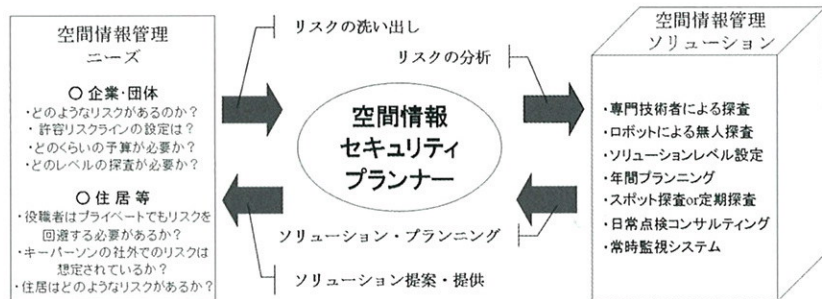 空間情報管理
ニーズ
○ 企業・団体
・どのようなリスクがあるのか？
・許容リスクラインの設定は？
・どのくらいの予算が必要か？
・どのレベルの探査が必要か？
○ 住居等
・役職者はプライベートでもリスクを
回避する必要があるか？
・キーパーソンの社外でのリスクは
想定されているか？
・住居はどのようなリスクがあるか？
リスクの洗い出し
リスクの分析
空間情報
セキュリティ
プランナー
ソリューション・プランニング
ソリューション提案・提供
空間情報管理
ソリューション
・専門技術者による探査
・ロボットによる無人探査
・ソリューションレベル設定
・年間プランニング
・スポット探査or定期探査
・日常点検コンサルティング
・常時監視システム